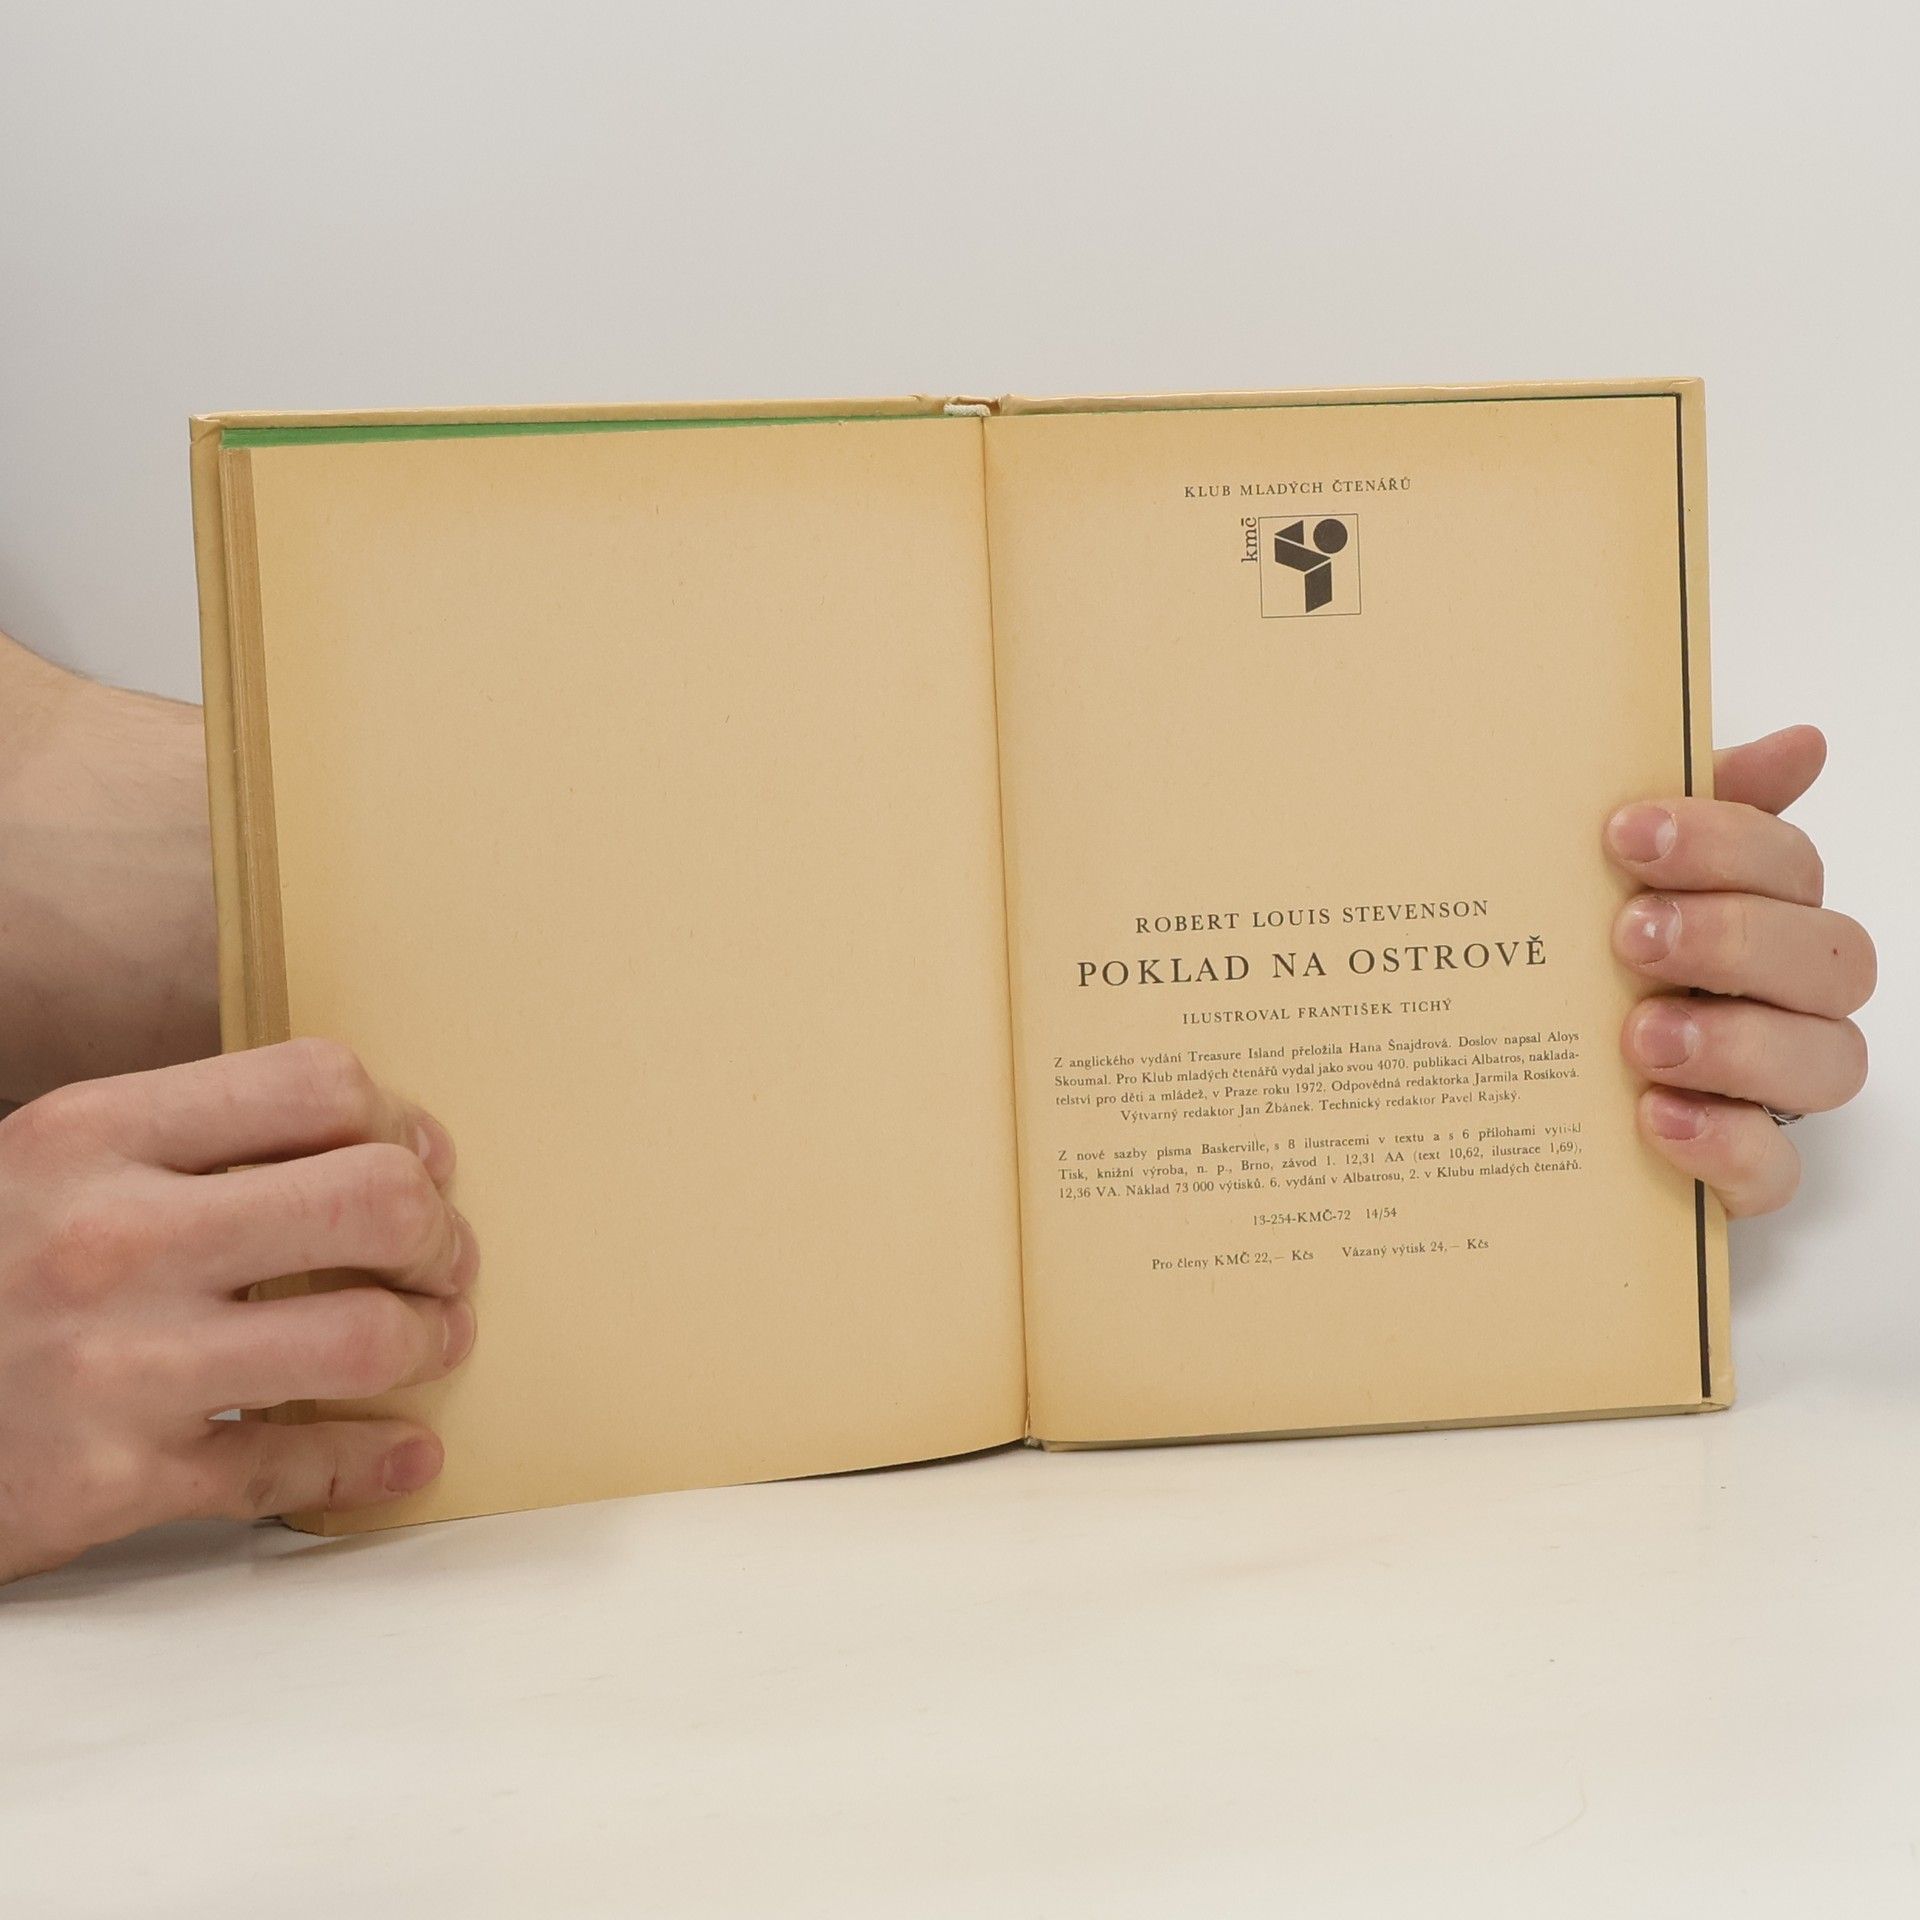 KLUB MLADÝCH ČTENÁŘŮ
kmč
ROBERT LOUIS STEVENSON
POKLAD NA OSTROVĚ
ILUSTROVAL FRANTIŠEK TICHÝ
Z anglického vydání Treasure Island přeložila Hana Šnajdrová. Doslov napsal Aloys
Skoumal. Pro Klub mladých čtenářů vydal jako svou 4070. publikaci Albatros, naklada-
telství pro děti a mládež, v Praze roku 1972. Odpovědná redaktorka Jarmila Rosíková.
Výtvarný redaktor Jan Žbánek. Technický redaktor Pavel Rajský.
Z nové sazby písma Baskerville, s 8 ilustracemi v textu a s 6 přílohami vytiskl
Tisk, knižní výroba, n. p., Brno, závod 1. 12,31 AA (text 10,62, ilustrace 1,69),
12,36 VA. Náklad 73 000 výtisků. 6. vydání v Albatrosu, 2. v Klubu mladých čtenářů.
13-254-KMČ-72 14/54
Pro členy KMČ 22,— Kčs Vázaný výtisk 24,— Kčs